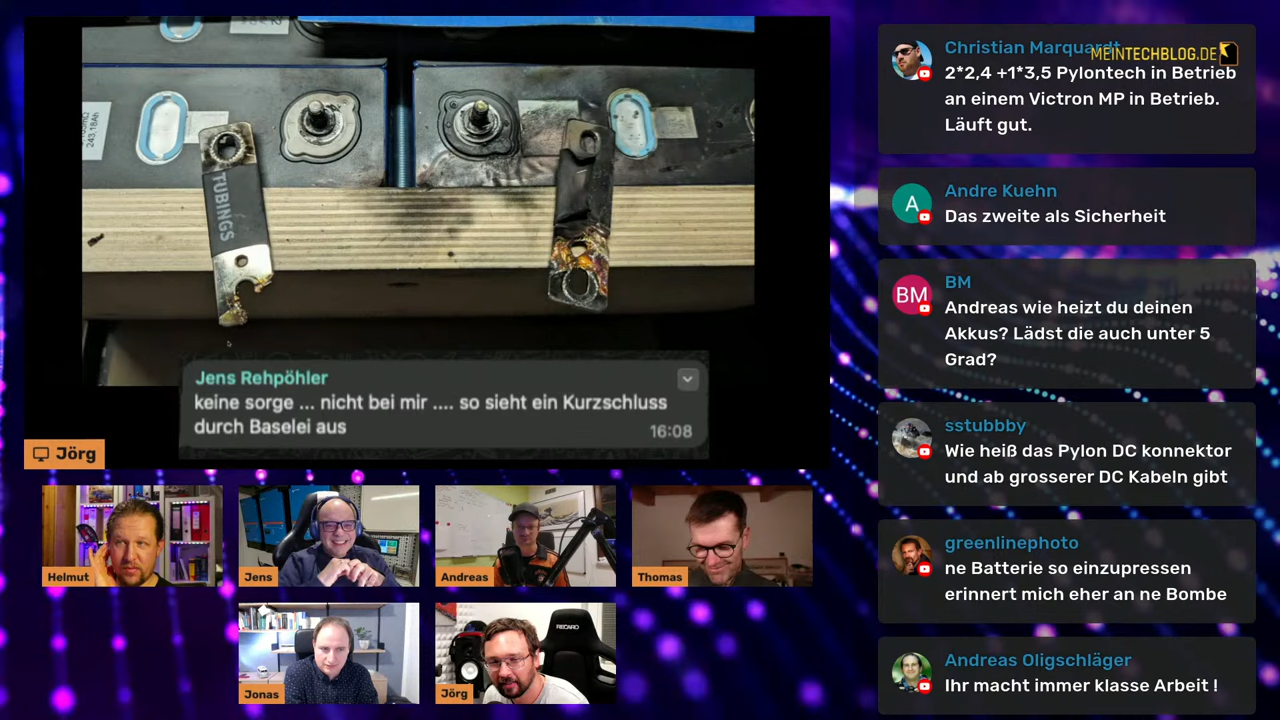 243,18Ah
TUBINGS
Jens Rehpöhler
keine sorge ... nicht bei mir .... so sieht ein Kurzschluss
durch Baselei aus
16:08
Jörg
Helmut
Jens
Andreas
Thomas
Jonas
Jörg
RECARO
MEINTECHBLOG.DE
Christian Marquardt
2*2,4 +1*3,5 Pylontech in Betrieb
an einem Victron MP in Betrieb.
Läuft gut.
A
Andre Kuehn
Das zweite als Sicherheit
BM
BM
Andreas wie heizt du deinen
Akkus? Lädst die auch unter 5
Grad?
sstubbby
Wie heiß das Pylon DC konnektor
und ab grosserer DC Kabeln gibt
greenlinephoto
ne Batterie so einzupressen
erinnert mich eher an ne Bombe
Andreas Oligschläger
Ihr macht immer klasse Arbeit !